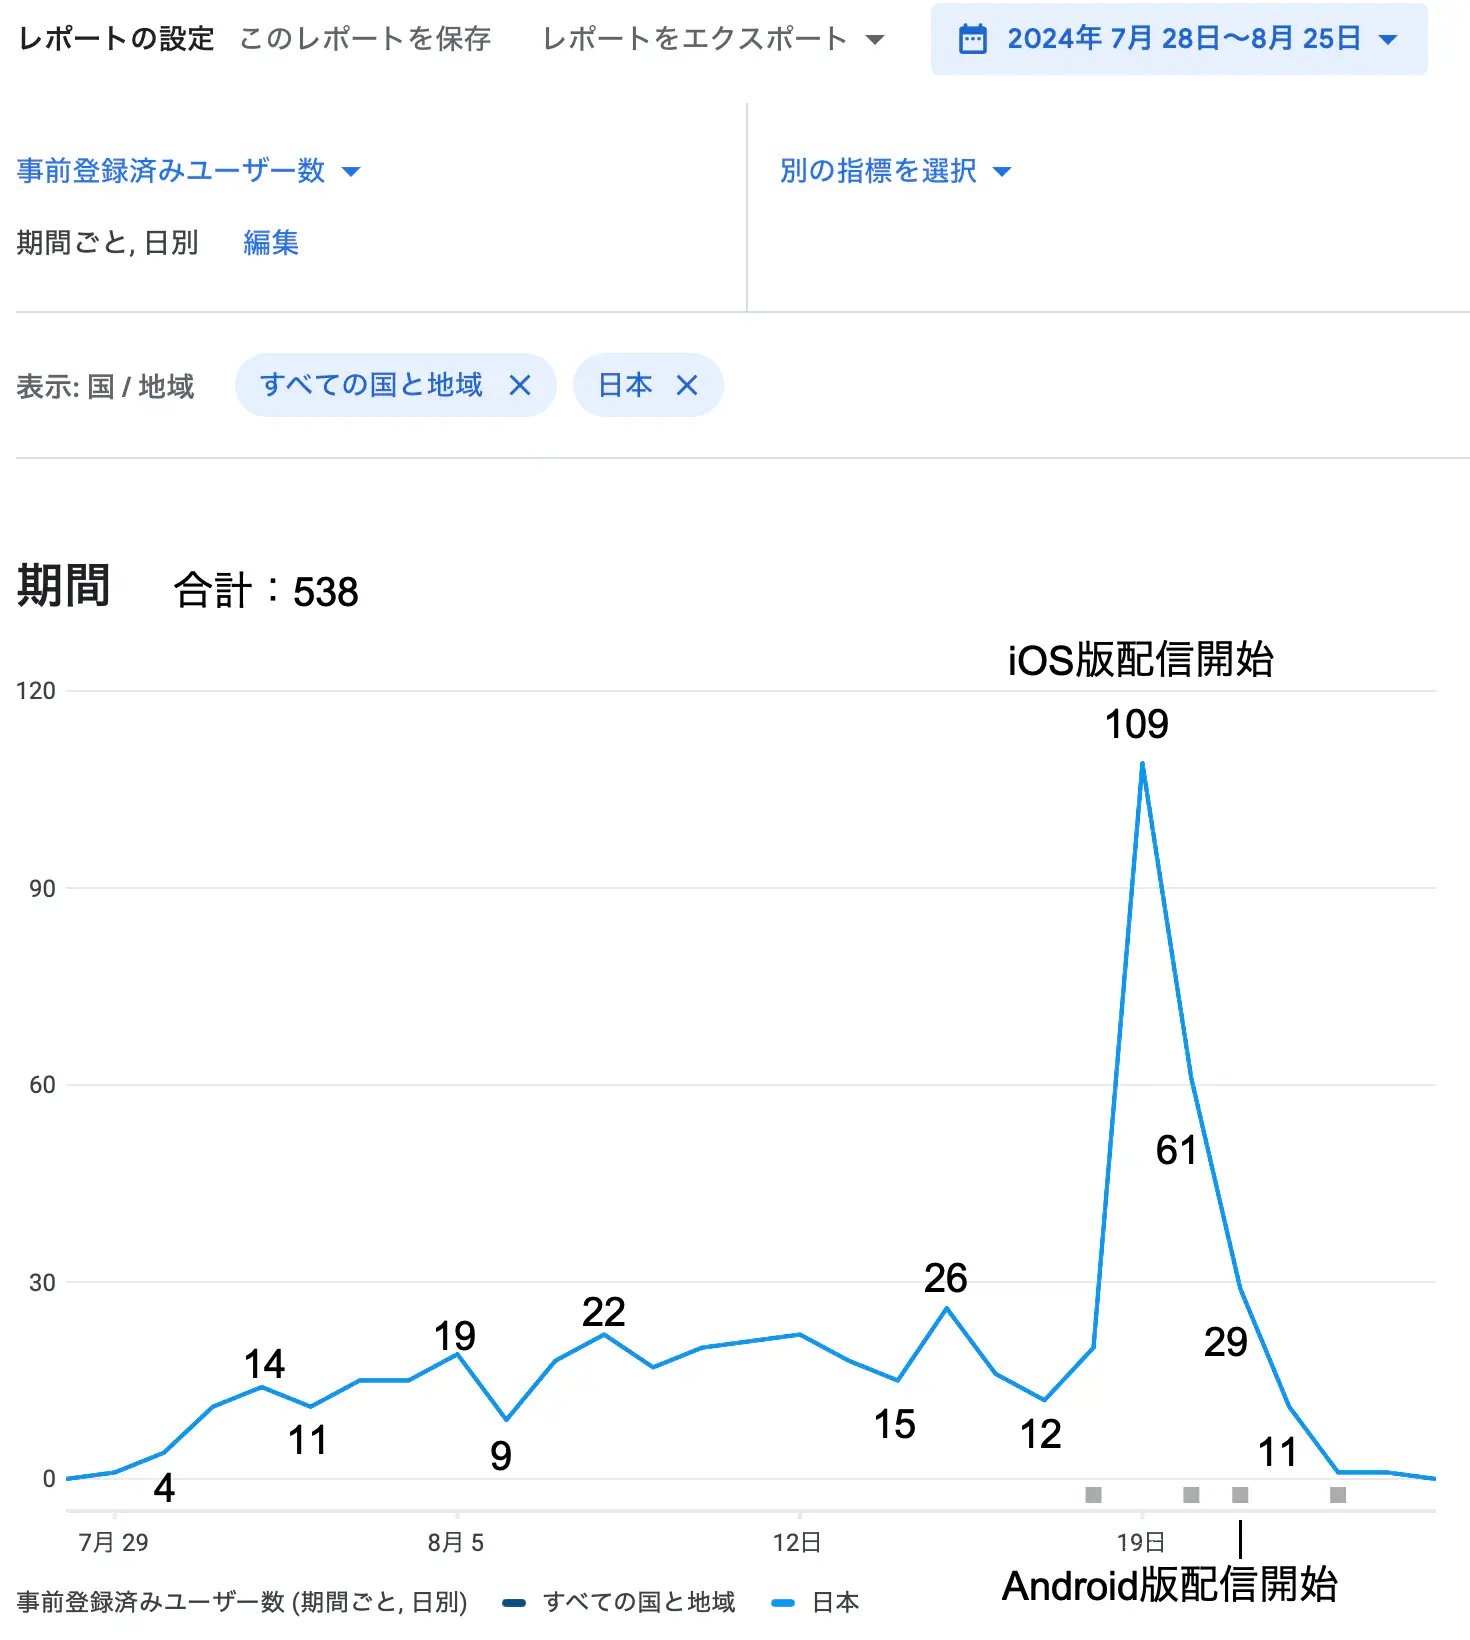 レポートの設定 このレポートを保存 レポートをエクスポート 2024年 7月 28日〜8月 25日
事前登録済みユーザー数 別の指標を選択
期間ごと, 日別 編集
表示: 国 / 地域 すべての国と地域 日本
期間 合計：538
iOS版配信開始
120
109
90
60
61
30
26
22
19
29
14
15
12
11
9
11
0
4
7月 29 8月 5 12日 19日
Android版配信開始
事前登録済みユーザー数 (期間ごと, 日別) すべての国と地域 日本